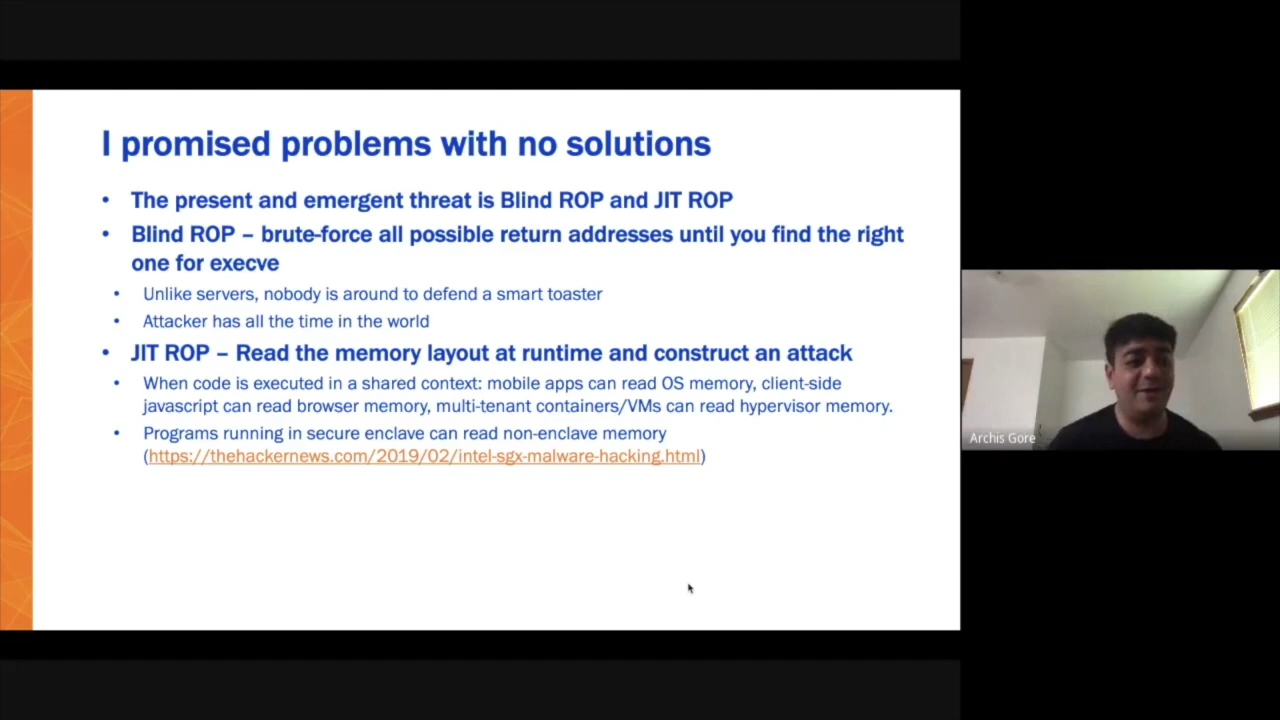 I promised problems with no solutions
• The present and emergent threat is Blind ROP and JIT ROP
• Blind ROP – brute-force all possible return addresses until you find the right
one for execve
• Unlike servers, nobody is around to defend a smart toaster
• Attacker has all the time in the world
• JIT ROP – Read the memory layout at runtime and construct an attack
• When code is executed in a shared context: mobile apps can read OS memory, client-side
javascript can read browser memory, multi-tenant containers/VMs can read hypervisor memory.
• Programs running in secure enclave can read non-enclave memory
(https://thehackernews.com/2019/02/intel-sgx-malware-hacking.html)
Archis Gore